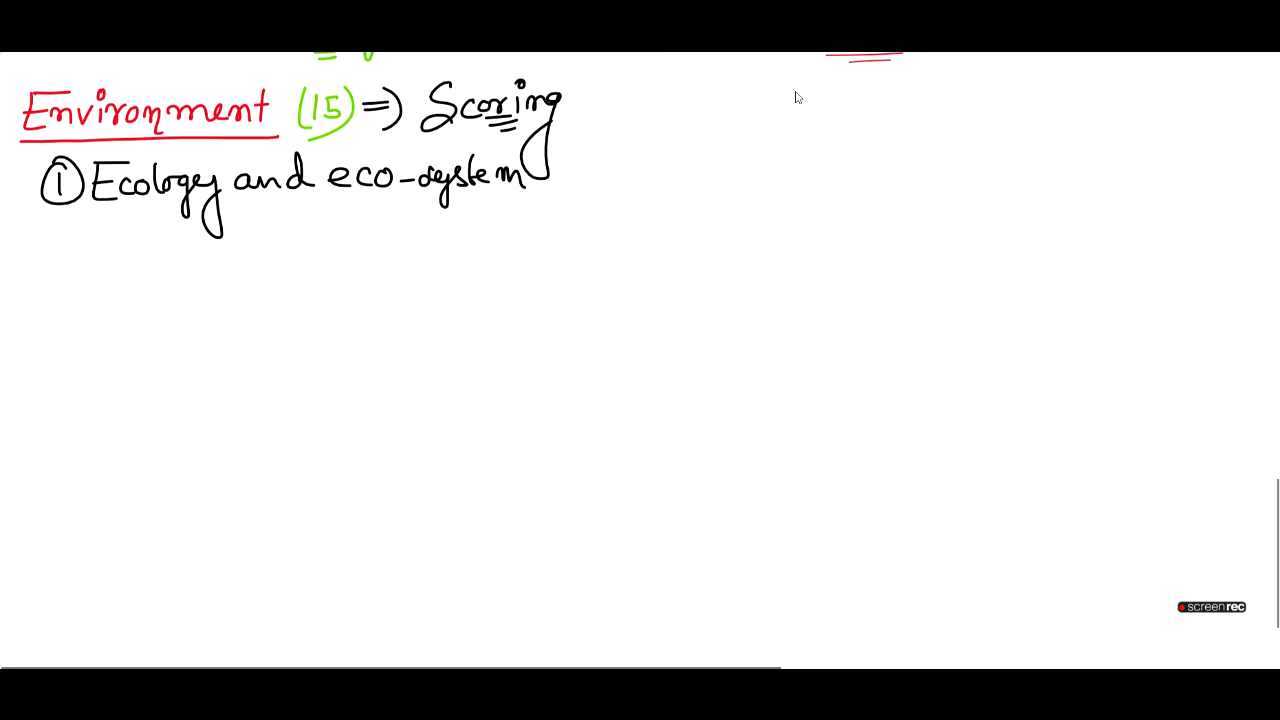 Environment (15) => Scoring
① Ecology and eco-system
screenrec